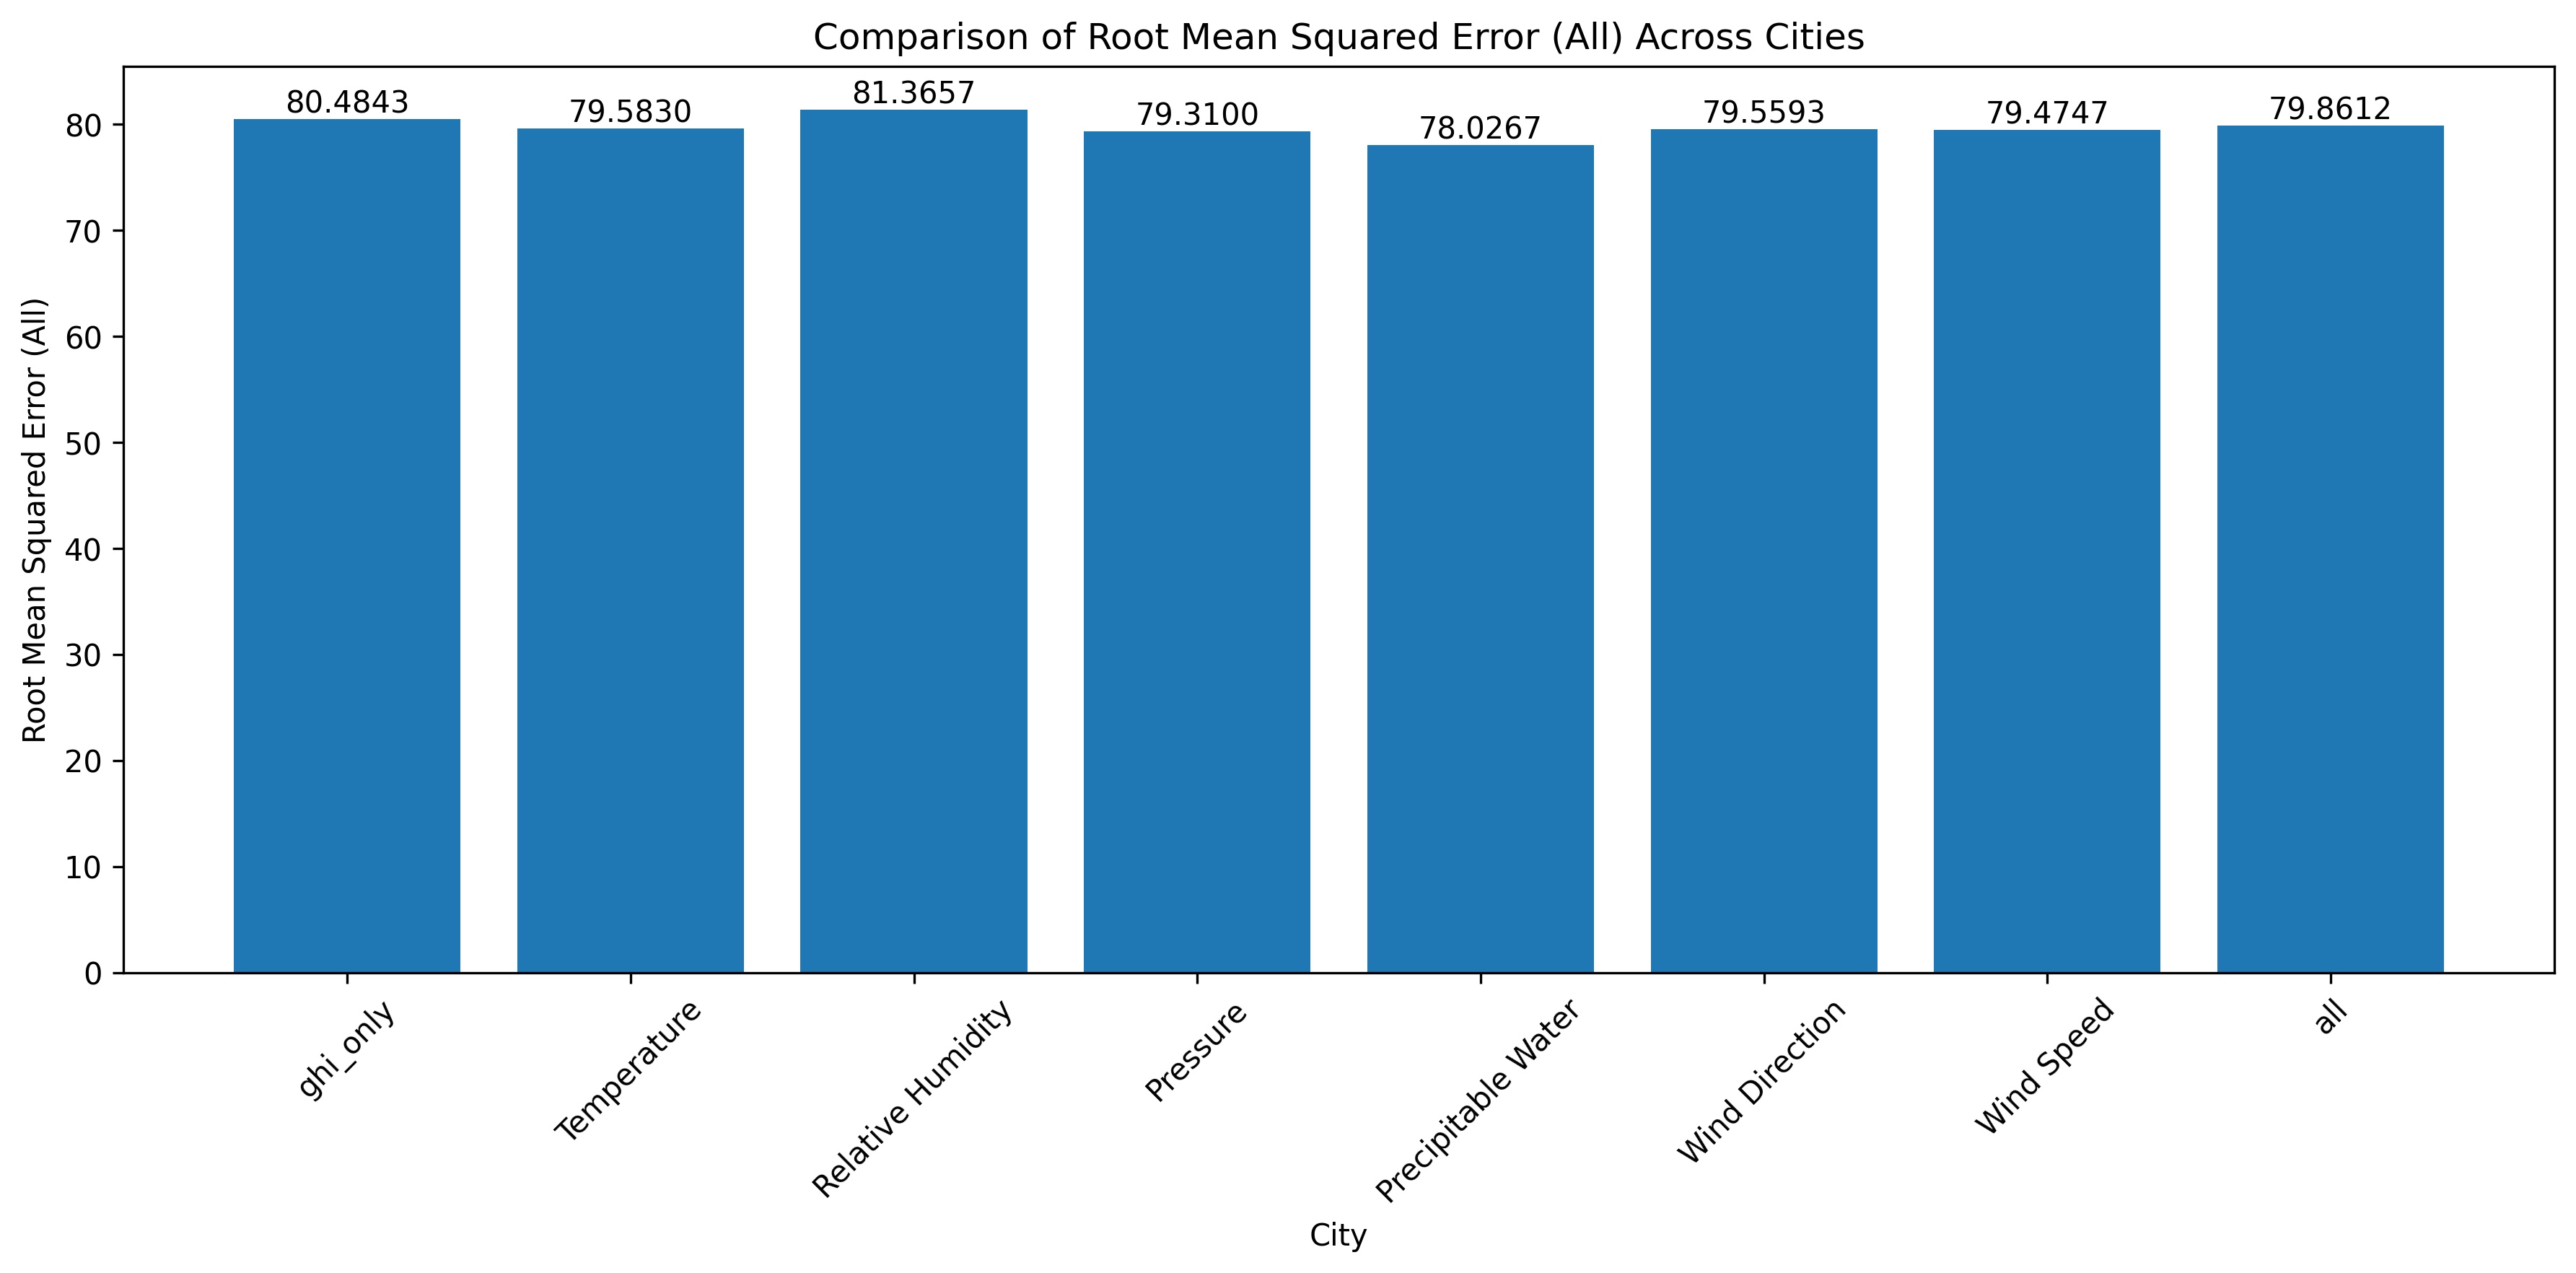 Comparison of Root Mean Squared Error (All) Across Cities
Root Mean Squared Error (All)
80
70
60
50
40
30
20
10
0
80.4843
79.5830
81.3657
79.3100
78.0267
79.5593
79.4747
79.8612
ghi_only
Temperature
Relative Humidity
Pressure
Precipitable Water
Wind Direction
Wind Speed
all
City